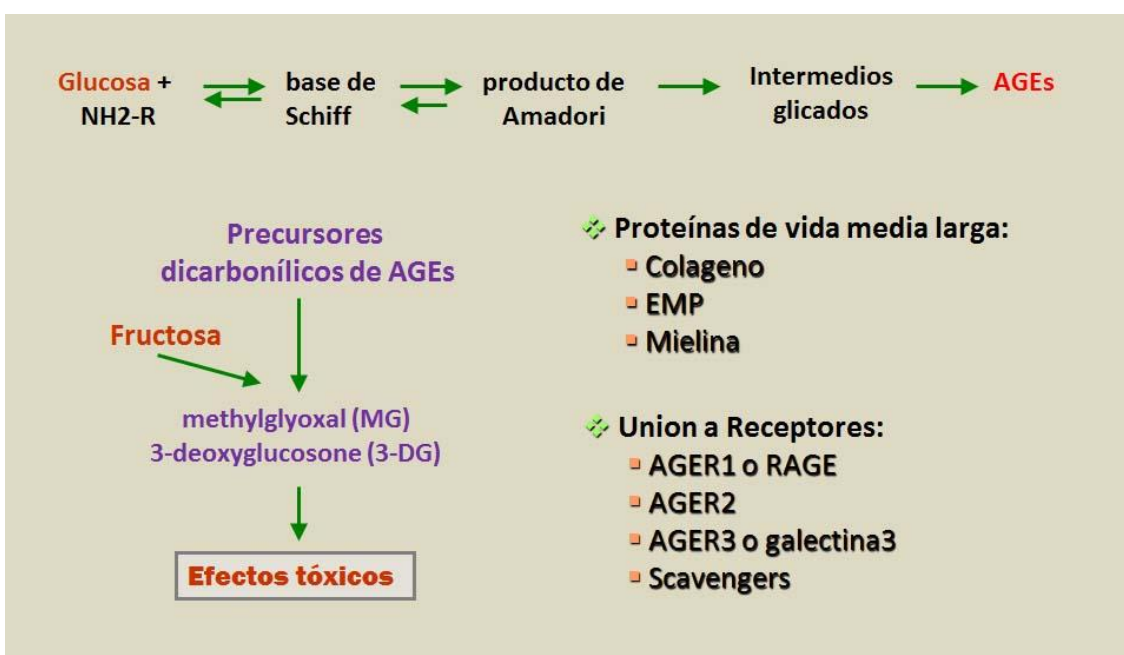 Glucosa +
NH2-R
base de
Schiff
producto de
Amadori
Intermedios
glicados
AGEs
Precursores
dicarbonílicos de AGEs
Fructosa
methylglyoxal (MG)
3-deoxyglucosone (3-DG)
Efectos tóxicos
Proteínas de vida media larga:
Colageno
EMP
Mielina
Union a Receptores:
AGER1 o RAGE
AGER2
AGER3 o galectina3
Scavengers